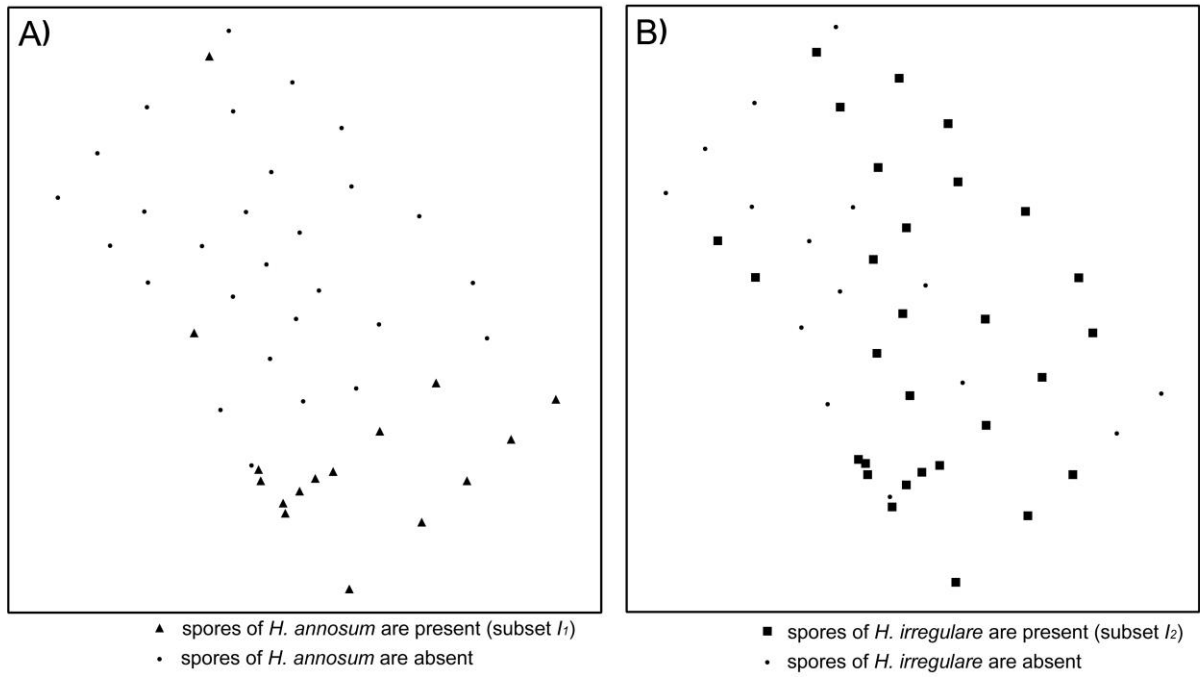 A)
B)
spores of H. annosum are present (subset I1)
spores of H. annosum are absent
spores of H. irregulare are present (subset I2)
spores of H. irregulare are absent